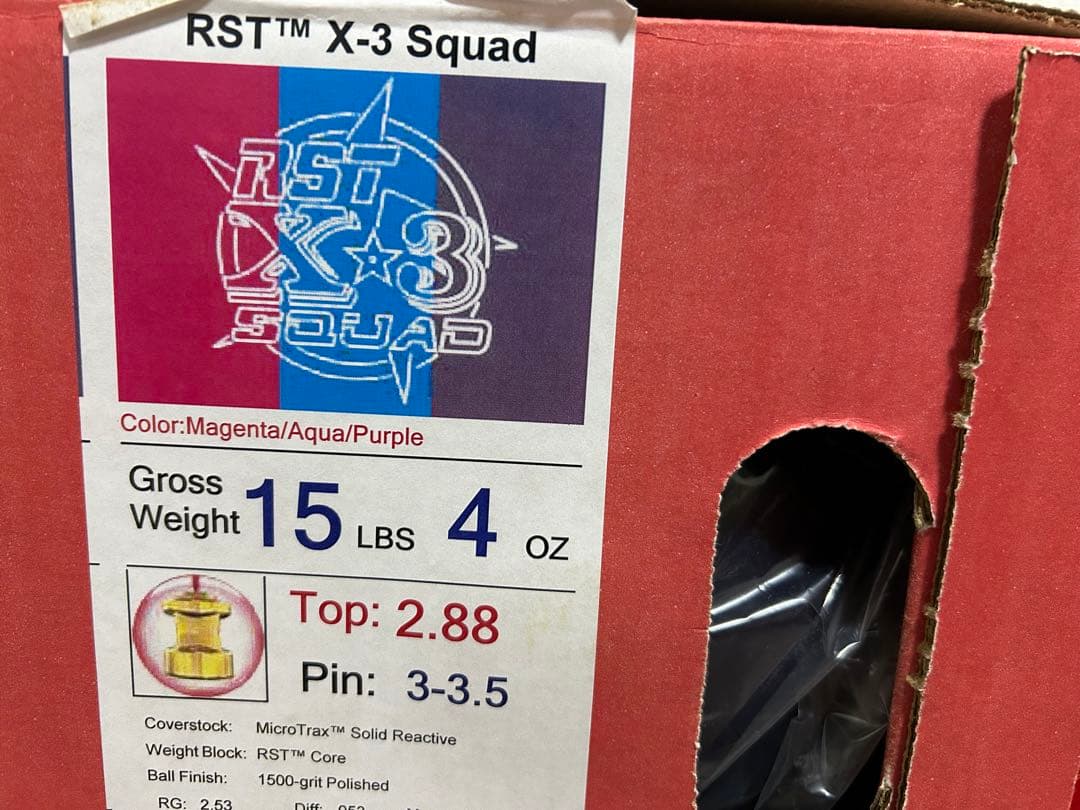 RST™ X-3 Squad
RST
X★3
SQUAD
Color:Magenta/Aqua/Purple
Gross Weight 15 LBS 4 oz
Top: 2.88
Pin: 3-3.5
Coverstock: MicroTrax™ Solid Reactive
Weight Block: RST™ Core
Ball Finish: 1500-grit Polished
RG: 2.53 Diff: